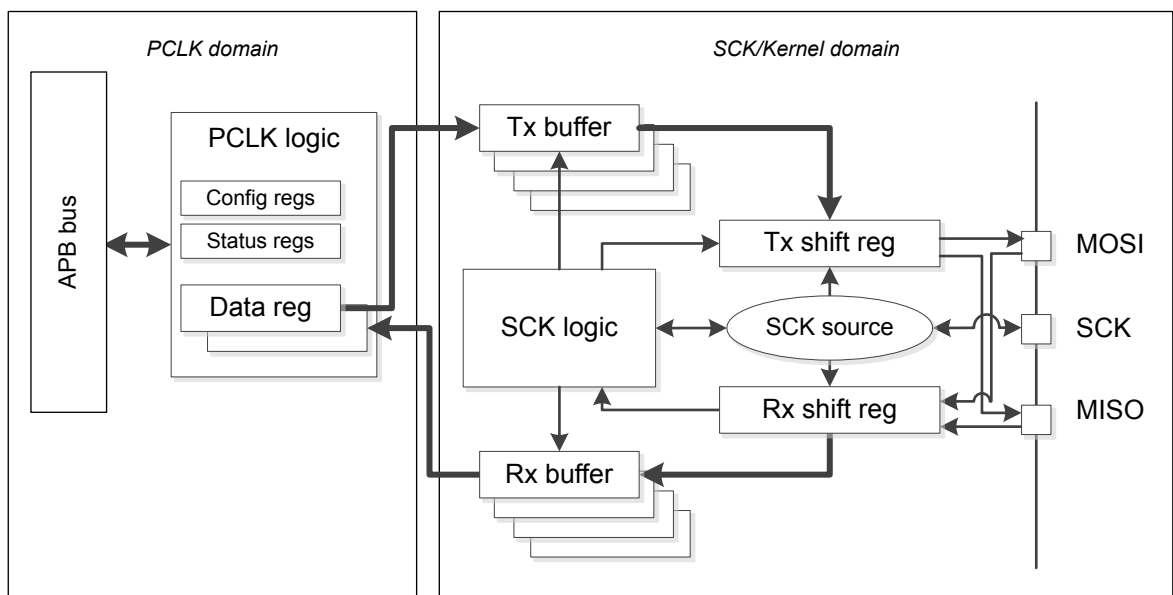 PCLK domain
SCK/Kernel domain
APB bus
PCLK logic
Config regs
Status regs
Data reg
Tx buffer
Tx shift reg
SCK logic
SCK source
Rx shift reg
Rx buffer
MOSI
SCK
MISO